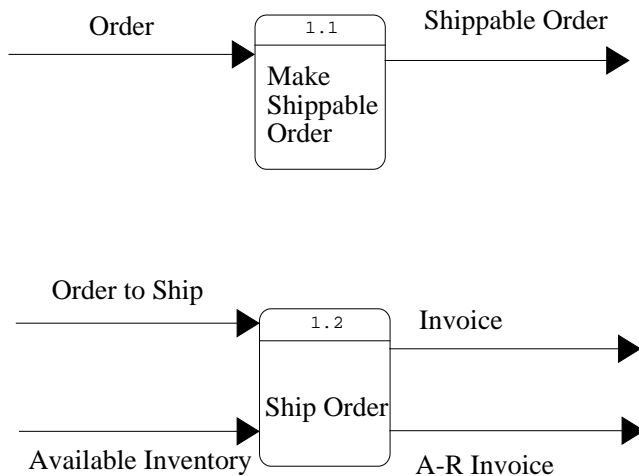 Order
1.1
Shippable Order
Make
Shippable
Order
Order to Ship
1.2
Invoice
Ship Order
Available Inventory
A-R Invoice